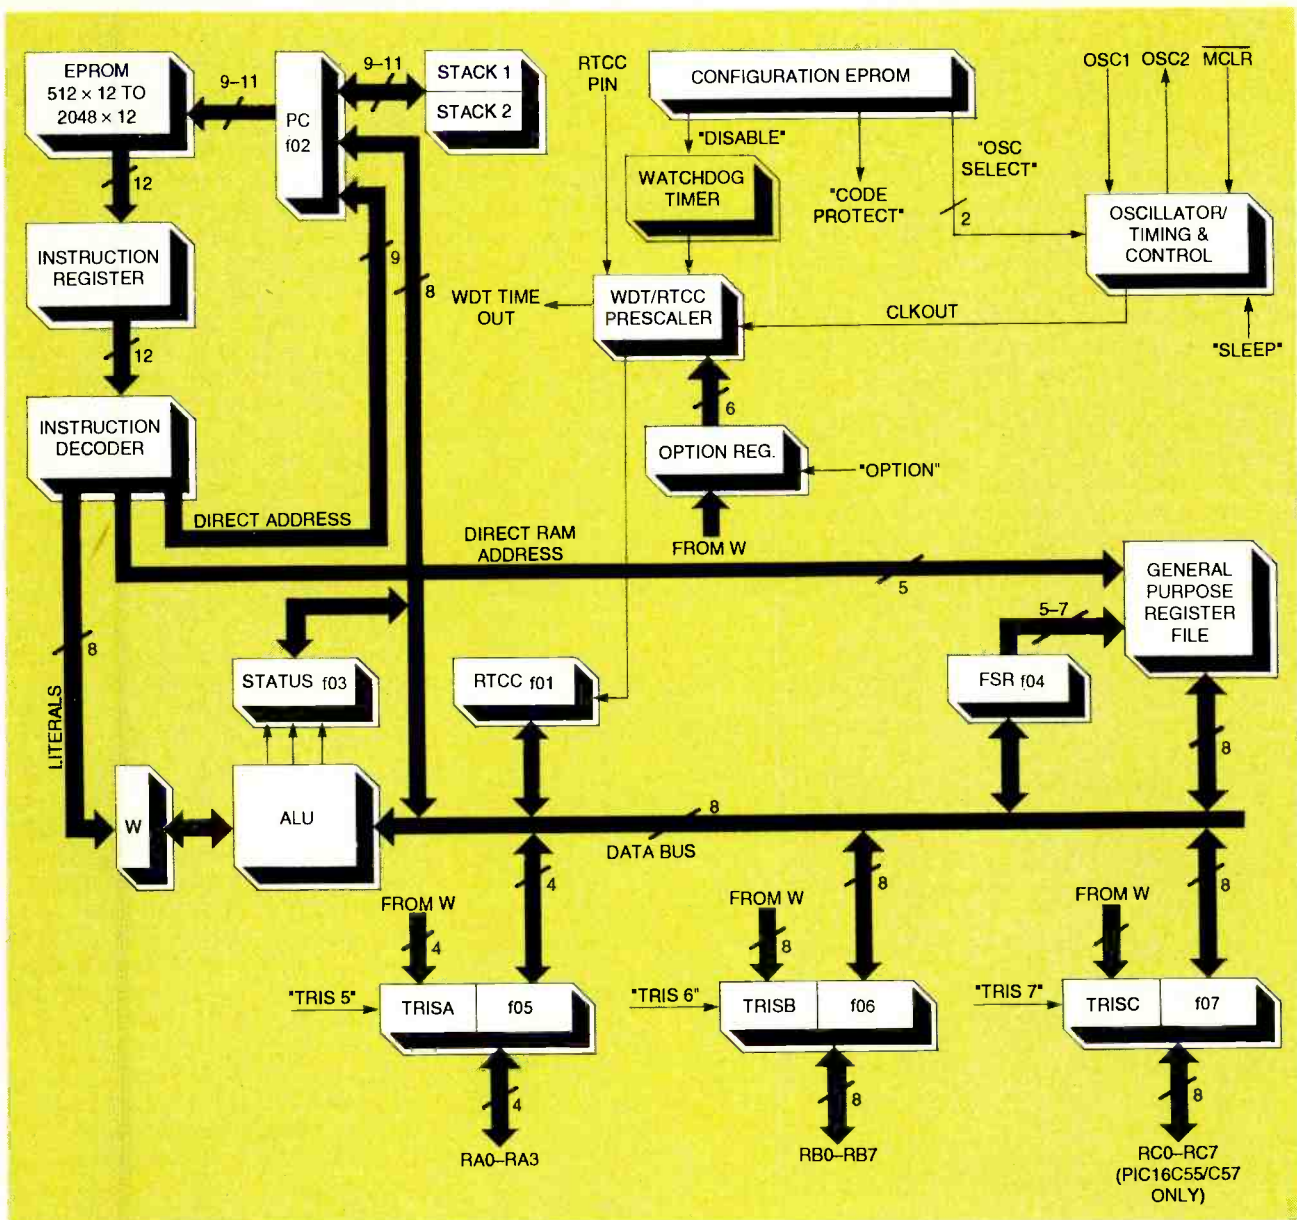 EPROM
512 × 12 TO
2048 × 12
9–11
PC
f02
9–11
STACK 1
STACK 2
RTCC
PIN
CONFIGURATION EPROM
OSC1
OSC2
MCLR
"DISABLE"
"OSC
SELECT"
12
WATCHDOG
TIMER
"CODE
PROTECT"
2
OSCILLATOR/
TIMING &
CONTROL
INSTRUCTION
REGISTER
9
8
WDT TIME
OUT
WDT/RTCC
PRESCALER
CLKOUT
"SLEEP"
12
6
INSTRUCTION
DECODER
OPTION REG.
"OPTION"
DIRECT ADDRESS
DIRECT RAM
ADDRESS
FROM W
5
GENERAL
PURPOSE
REGISTER
FILE
5–7
8
LITERALS
STATUS f03
RTCC f01
FSR f04
8
W
ALU
8
DATA BUS
FROM W
4
4
FROM W
8
8
FROM W
8
"TRIS 5"
TRISA
f05
"TRIS 6"
TRISB
f06
"TRIS 7"
TRISC
f07
4
8
8
RA0–RA3
RB0–RB7
RC0–RC7
(PIC16C55/C57
ONLY)